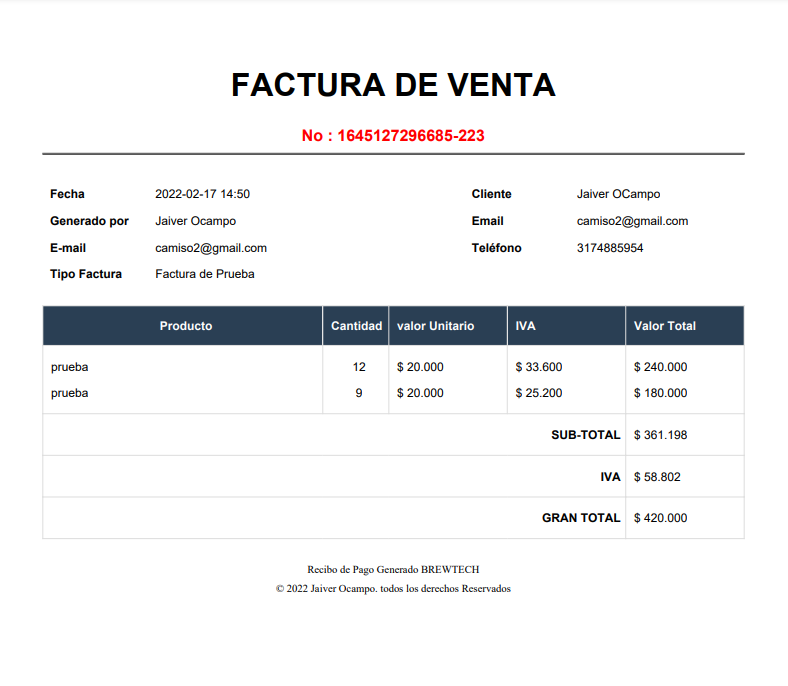 FACTURA DE VENTA
No : 1645127296685-223
Fecha 2022-02-17 14:50 Cliente Jaiver OCampo
Generado por Jaiver Ocampo Email camiso2@gmail.com
E-mail camiso2@gmail.com Teléfono 3174885954
Tipo Factura Factura de Prueba
Producto Cantidad valor Unitario IVA Valor Total
prueba 12 $ 20.000 $ 33.600 $ 240.000
prueba 9 $ 20.000 $ 25.200 $ 180.000
SUB-TOTAL $ 361.198
IVA $ 58.802
GRAN TOTAL $ 420.000
Recibo de Pago Generado BREWTECH
© 2022 Jaiver Ocampo. todos los derechos Reservados